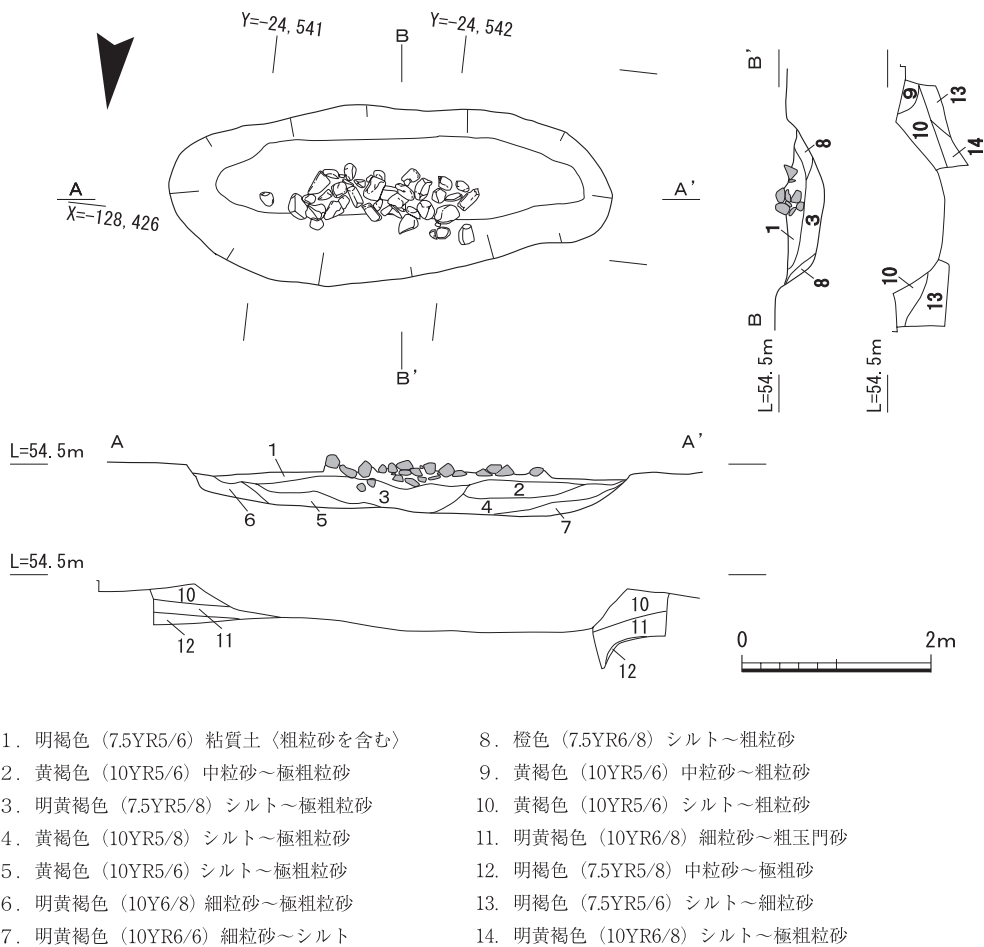 Y=-24,541
Y=-24,542
B
A
A'
X=-128,426
B'
B'
8
1
3
8
B
L=54.5m
9
13
10
14
10
13
L=54.5m
L=54.5m
A
A'
1
2
3
4
5
6
7
L=54.5m
10
11
12
10
11
12
0
2m
1. 明褐色（7.5YR5/6）粘質土〈粗粒砂を含む〉
2. 黄褐色（10YR5/6）中粒砂～極粗粒砂
3. 明黄褐色（7.5YR5/8）シルト～極粗粒砂
4. 黄褐色（10YR5/8）シルト～極粗粒砂
5. 黄褐色（10YR5/6）シルト～極粗粒砂
6. 明黄褐色（10Y6/8）細粒砂～極粗粒砂
7. 明黄褐色（10YR6/6）細粒砂～シルト
8. 橙色（7.5YR6/8）シルト～粗粒砂
9. 黄褐色（10YR5/6）中粒砂～粗粒砂
10. 黄褐色（10YR5/6）シルト～粗粒砂
11. 明黄褐色（10YR6/8）細粒砂～粗玉門砂
12. 明褐色（7.5YR5/8）中粒砂～極粗砂
13. 明褐色（7.5YR5/6）シルト～細粒砂
14. 明黄褐色（10YR6/8）シルト～極粗粒砂